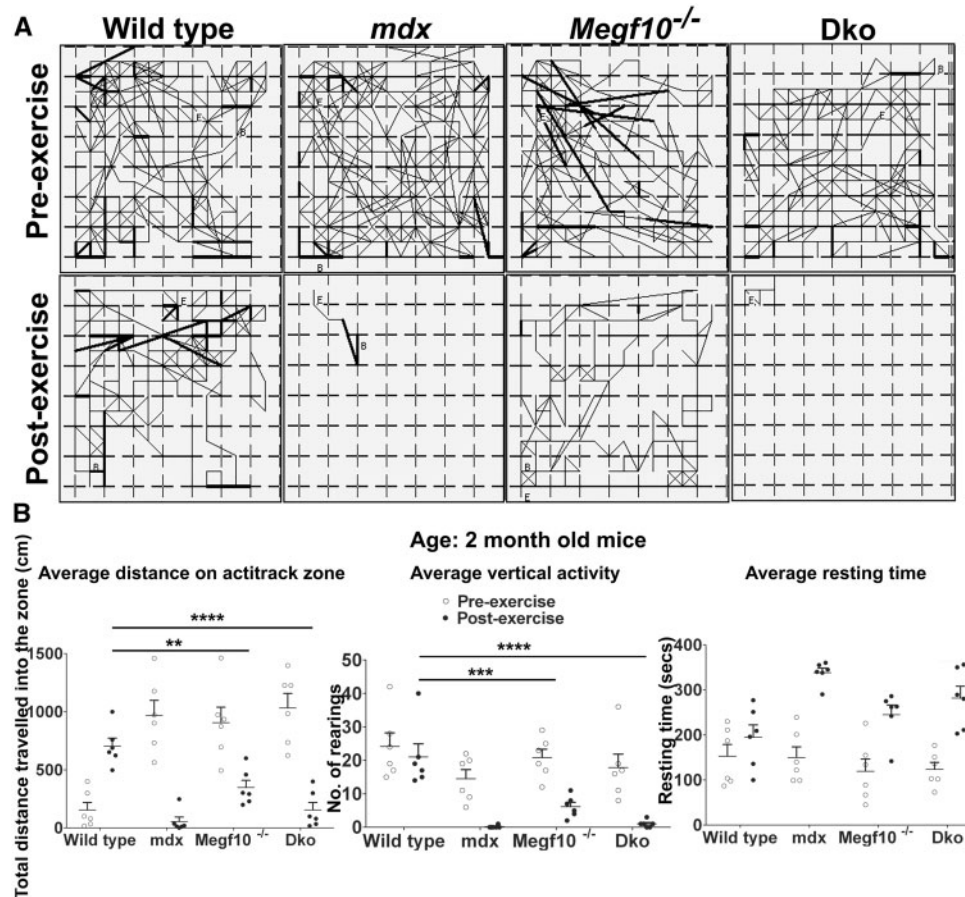 A
Wild type
mdx
Megf10-/-
Dko
Pre-exercise
E
B
E
B
E
B
E
Post-exercise
E
B
E
B
B
E
E
B
Age: 2 month old mice
Average distance on actitrack zone
Average vertical activity
Average resting time
Pre-exercise
Post-exercise
Total distance travelled into the zone (cm)
1500
1000
500
0
****
**
Wild type
mdx
Megf10 -/-
Dko
No. of rearings
50
40
30
20
10
0
****
***
Wild type
mdx
Megf10 -/-
Dko
Resting time (secs)
400
300
200
100
0
Wild type
mdx
Megf10 -/-
Dko